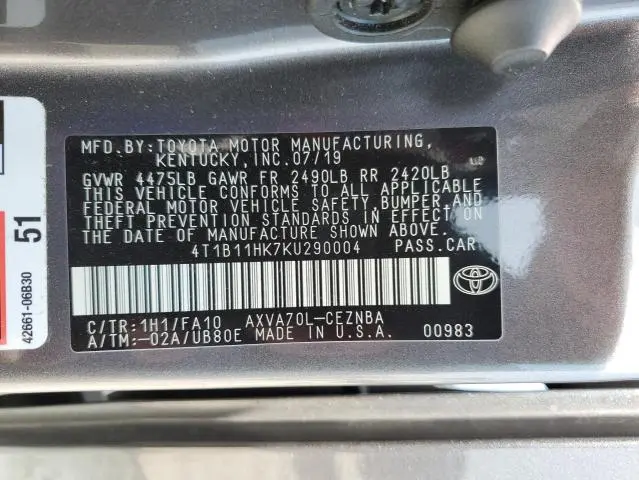 MFD.BY:TOYOTA MOTOR MANUFACTURING,
KENTUCKY, INC.07/19
GVWR 4475LB GAWR FR 2490LB RR 2420LB
THIS VEHICLE CONFORMS TO ALL APPLICABLE
FEDERAL MOTOR VEHICLE SAFETY, BUMPER, AND
THEFT PREVENTION STANDARDS IN EFFECT ON
THE DATE OF MANUFACTURE SHOWN ABOVE.
4T1B11HK7KU290004 PASS.CAR
C/TR:1H1/FA10 AXVA70L-CEZNBA
A/TM:-02A/UB80E MADE IN U.S.A. 00983
51
42661-06B30